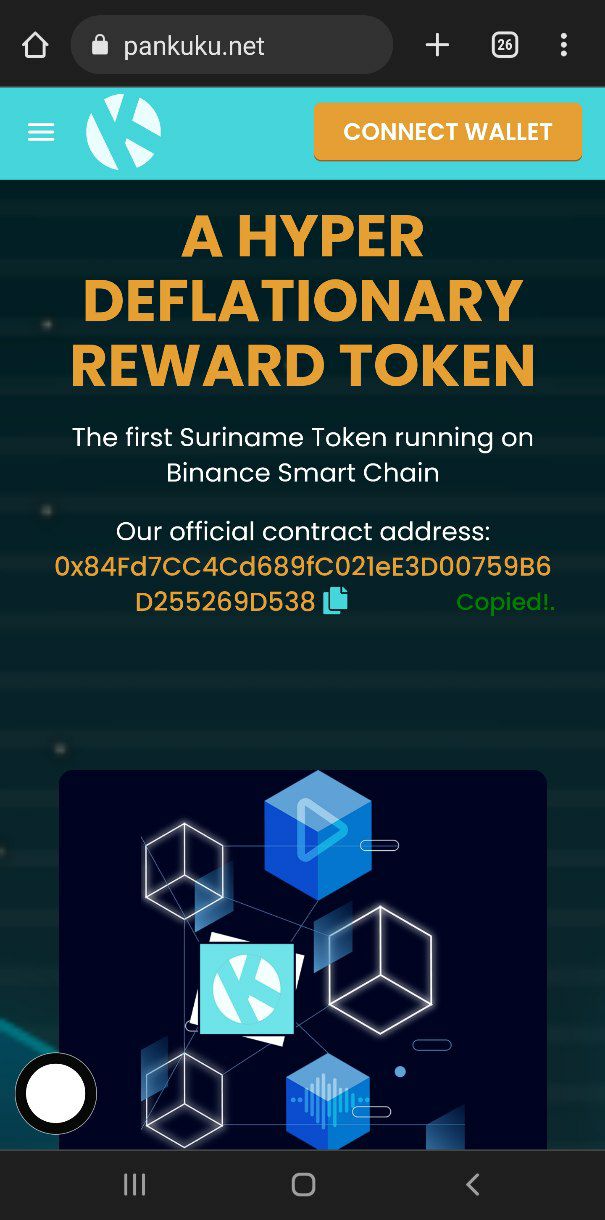 pankuku.net
26
CONNECT WALLET
A HYPER
DEFLATIONARY
REWARD TOKEN
The first Suriname Token running on
Binance Smart Chain
Our official contract address:
0x84Fd7CC4Cd689fC021eE3D00759B6
D255269D538
Copied!.